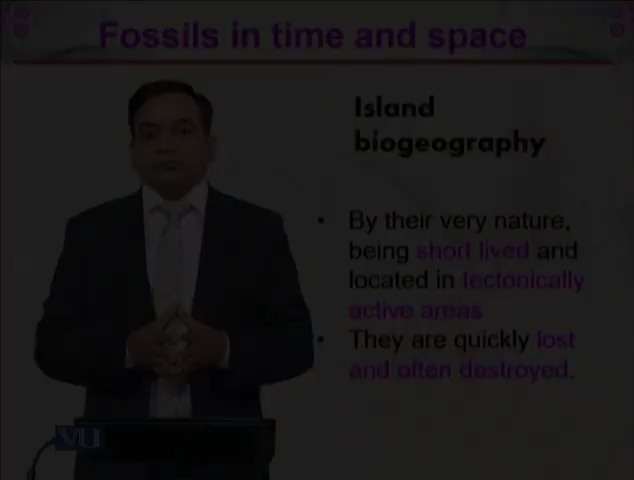 Fossils in time and space
Island
biogeography
• By their very nature,
being short lived and
located in tectonically
active areas
• They are quickly lost
and often destroyed.
VU